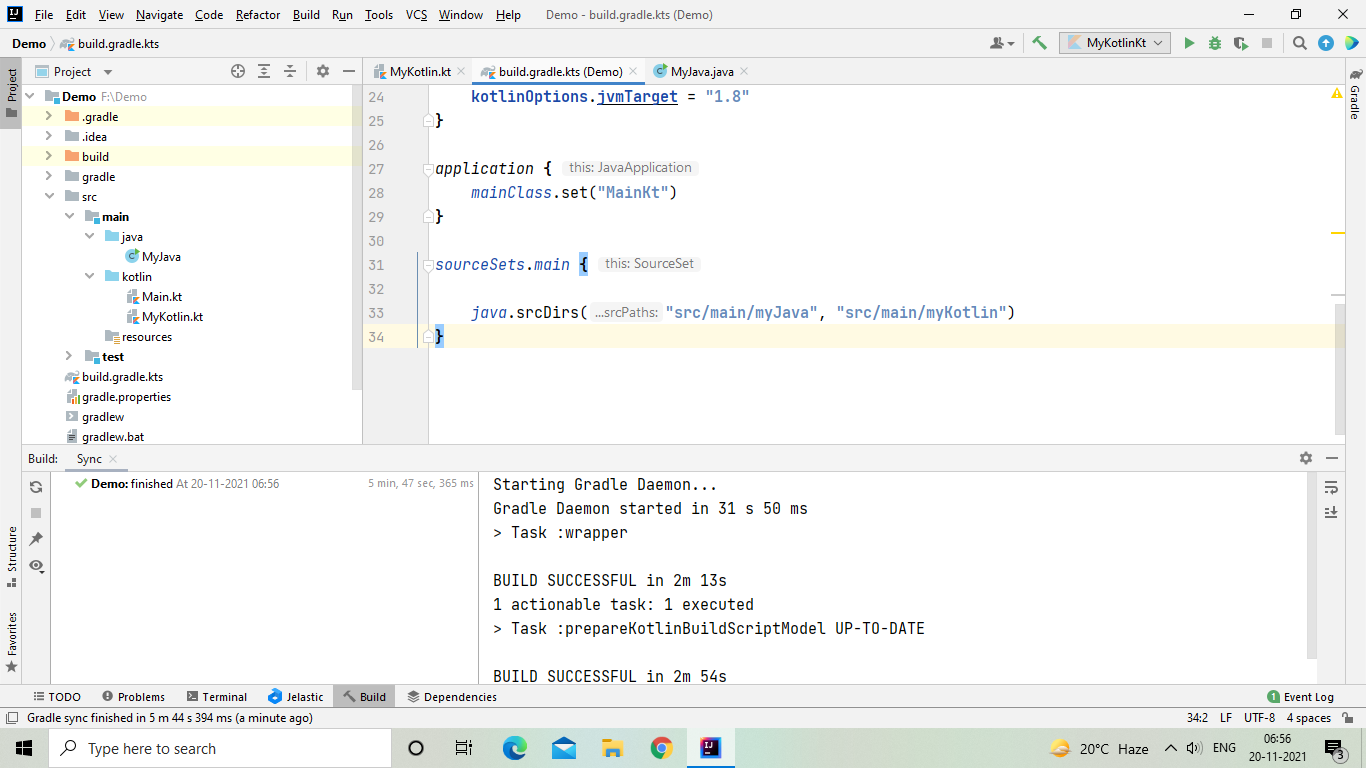 File Edit View Navigate Code Refactor Build Run Tools VCS Window Help Demo - build.gradle.kts (Demo)
Demo build.gradle.kts MyKotlinKt
Project
MyKotlin.kt build.gradle.kts (Demo) MyJava.java
Project
Gradle
Demo F:\Demo
.gradle
.idea
build
gradle
src
main
java
MyJava
kotlin
Main.kt
MyKotlin.kt
resources
test
build.gradle.kts
gradle.properties
gradlew
gradlew.bat
24 kotlinOptions.jvmTarget = "1.8"
25 }
26
27 application { this: JavaApplication
28 mainClass.set("MainKt")
29 }
30
31 sourceSets.main { this: SourceSet
32
33 java.srcDirs( ...srcPaths: "src/main/myJava", "src/main/myKotlin")
34 }
Build: Sync
Demo: finished At 20-11-2021 06:56 5 min, 47 sec, 365 ms
Starting Gradle Daemon...
Gradle Daemon started in 31 s 50 ms
> Task :wrapper
BUILD SUCCESSFUL in 2m 13s
1 actionable task: 1 executed
> Task :prepareKotlinBuildScriptModel UP-TO-DATE
BUILD SUCCESSFUL in 2m 54s
Structure
Favorites
TODO Problems Terminal Jelastic Build Dependencies 1 Event Log
Gradle sync finished in 5 m 44 s 394 ms (a minute ago) 34:2 LF UTF-8 4 spaces
Type here to search 20°C Haze ENG 06:56
20-11-2021 3